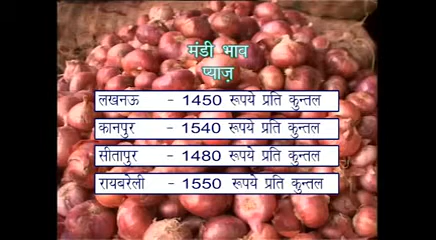 मंडी भाव
प्याज़
लखनऊ - 1450 रूपये प्रति कुन्तल
कानपुर - 1540 रूपये प्रति कुन्तल
सीतापुर - 1480 रूपये प्रति कुन्तल
रायबरेली - 1550 रूपये प्रति कुन्तल